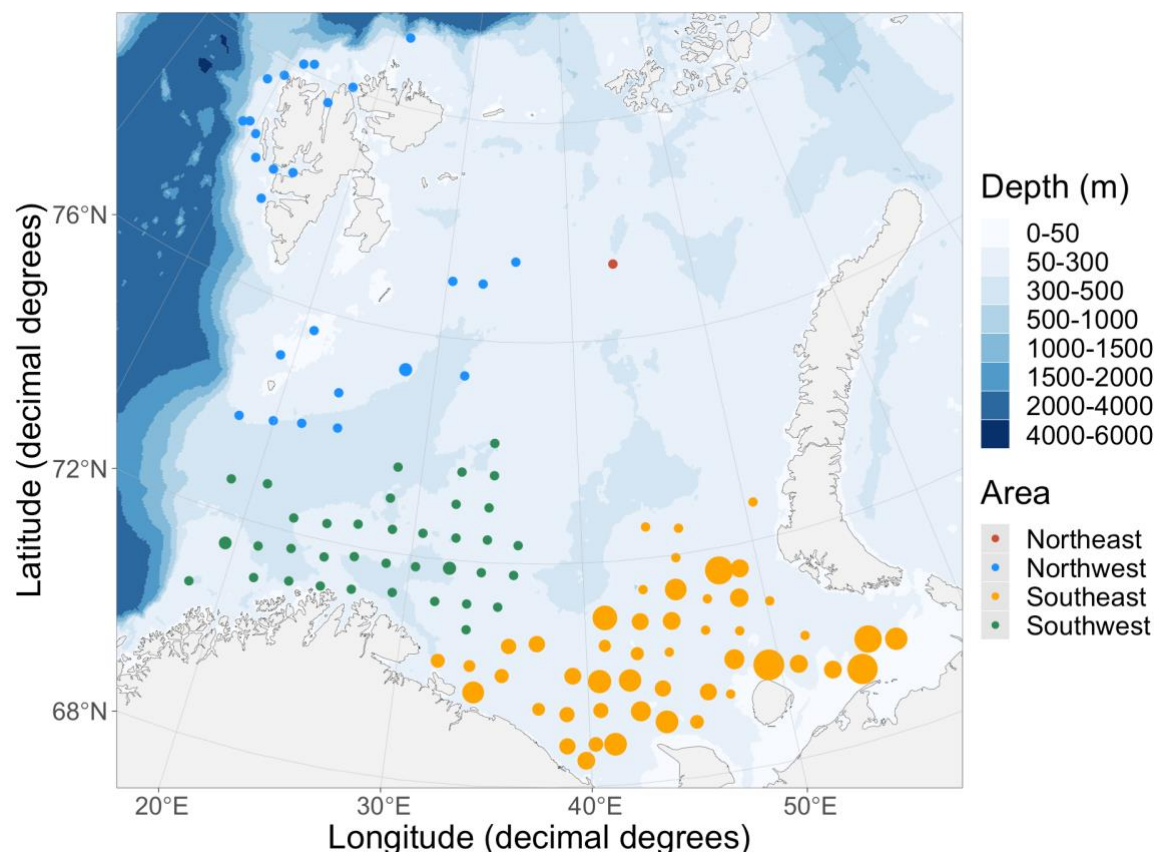 76°N
72°N
68°N
Latitude (decimal degrees)
20°E
30°E
40°E
50°E
Longitude (decimal degrees)
Depth (m)
0-50
50-300
300-500
500-1000
1000-1500
1500-2000
2000-4000
4000-6000
Area
Northeast
Northwest
Southeast
Southwest